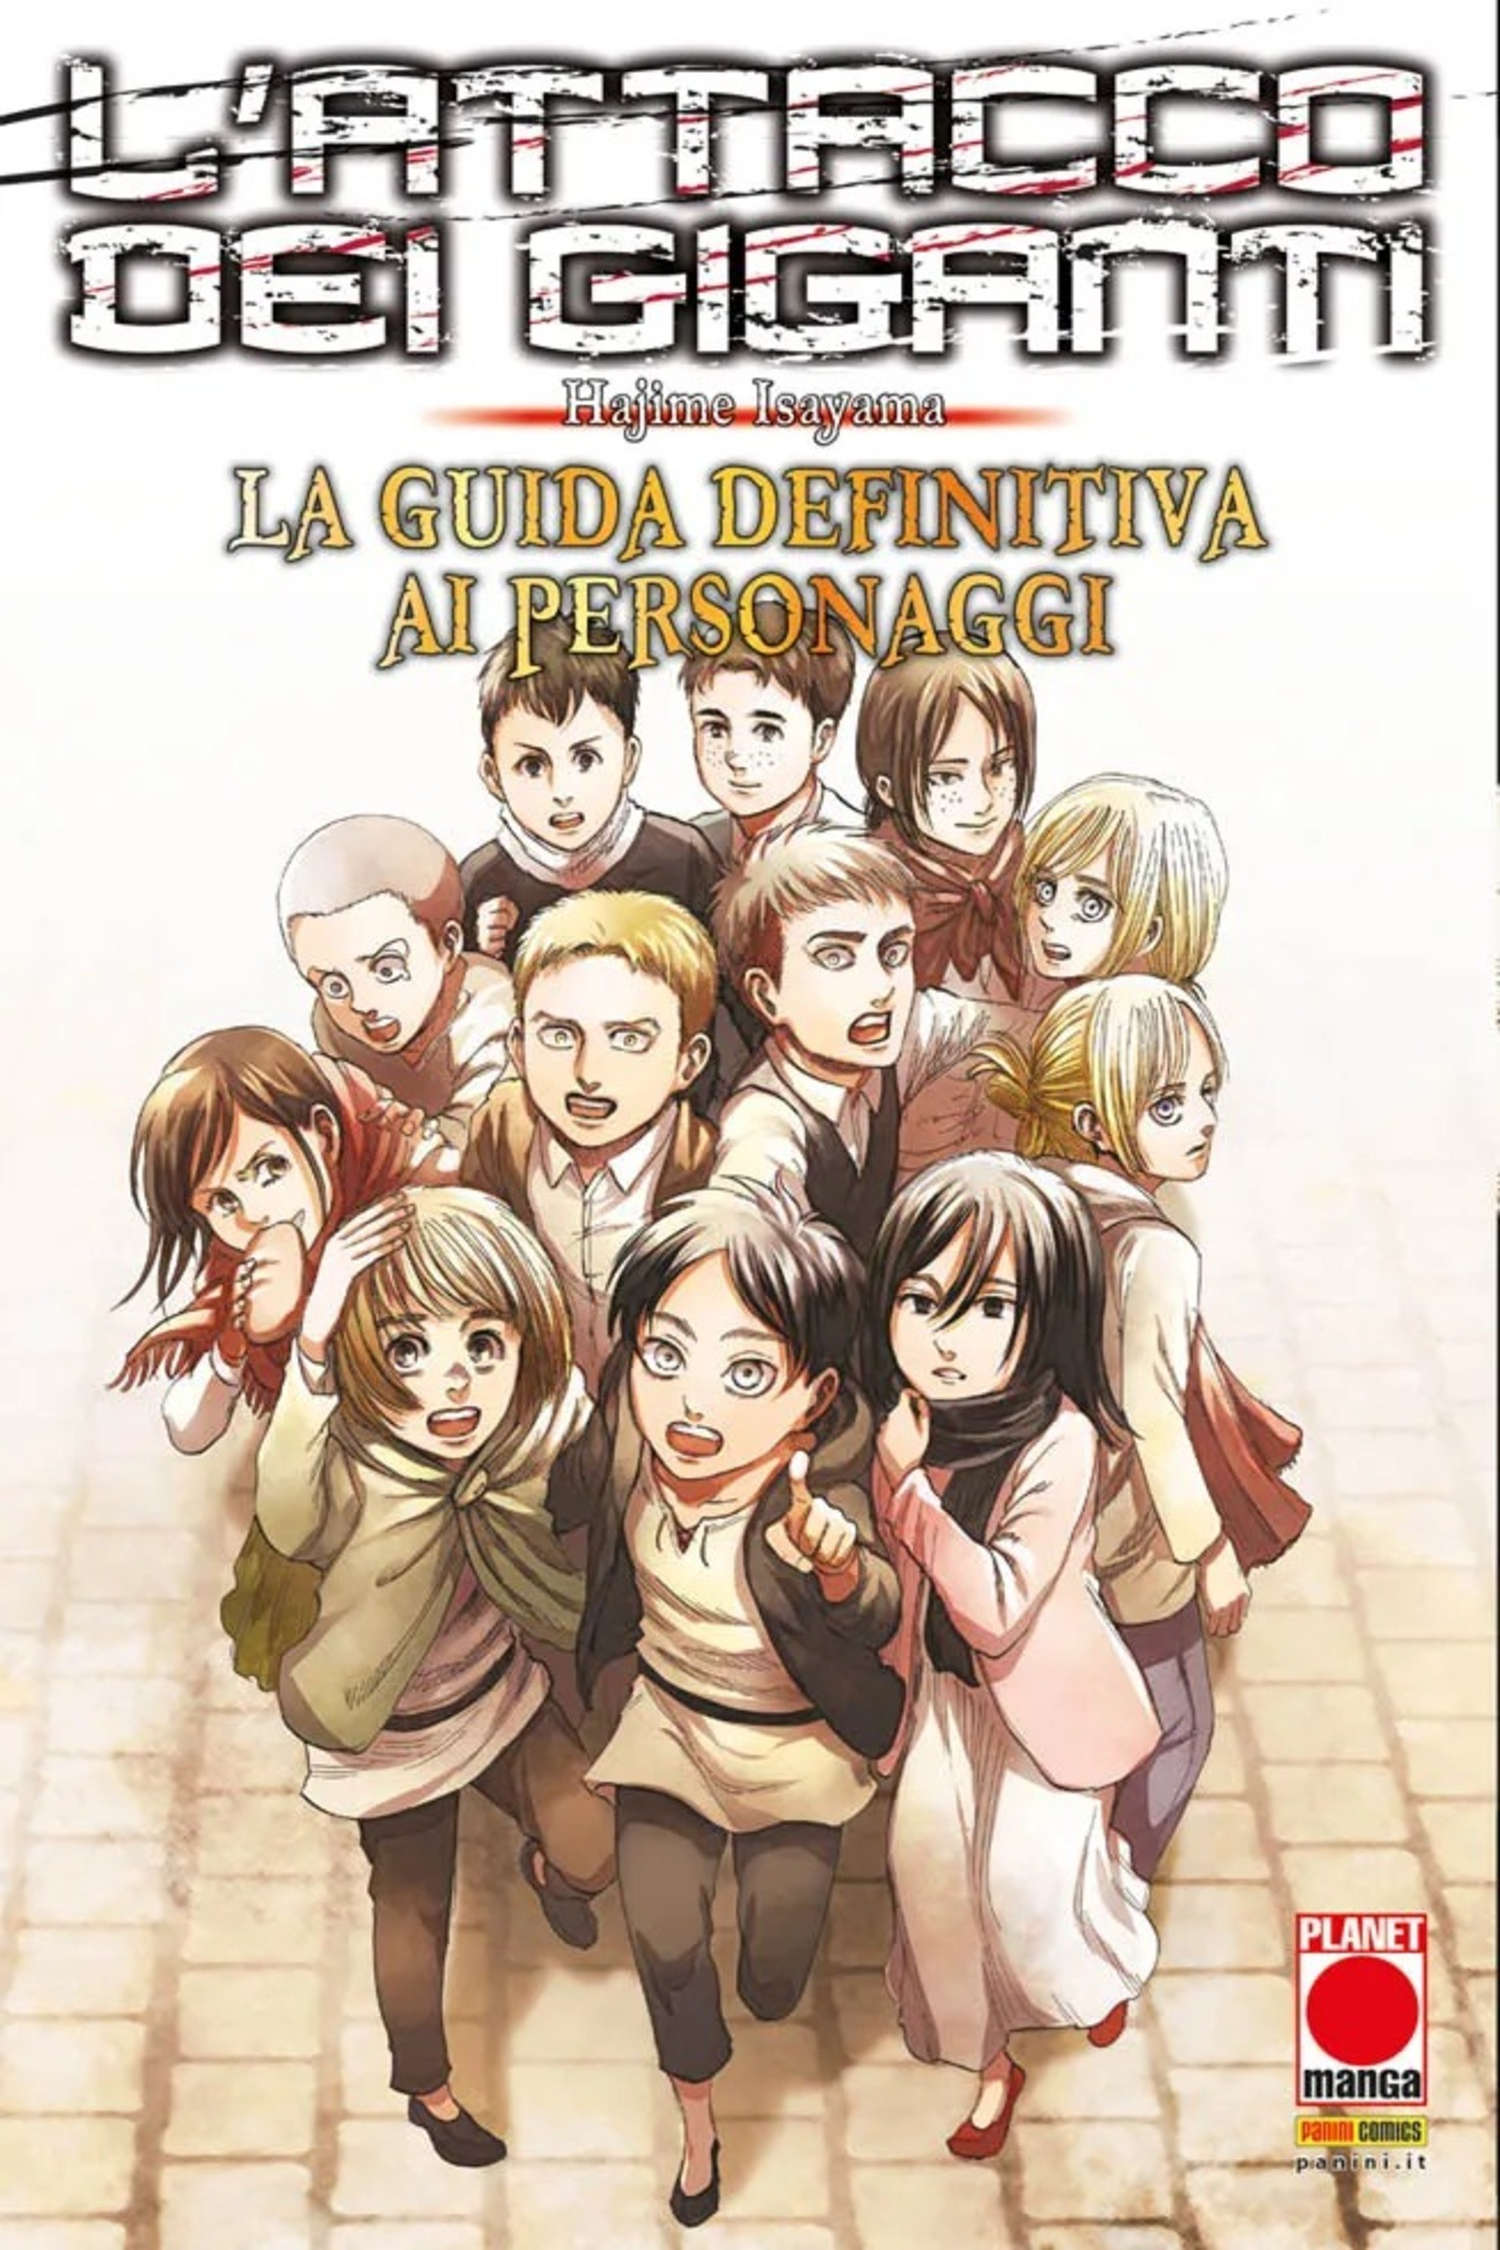 L'ATTACCO
DEI GIGANTI
Hajime Isayama
LA GUIDA DEFINITIVA
AI PERSONAGGI
PLANET
manga
PANINI COMICS
panini.it